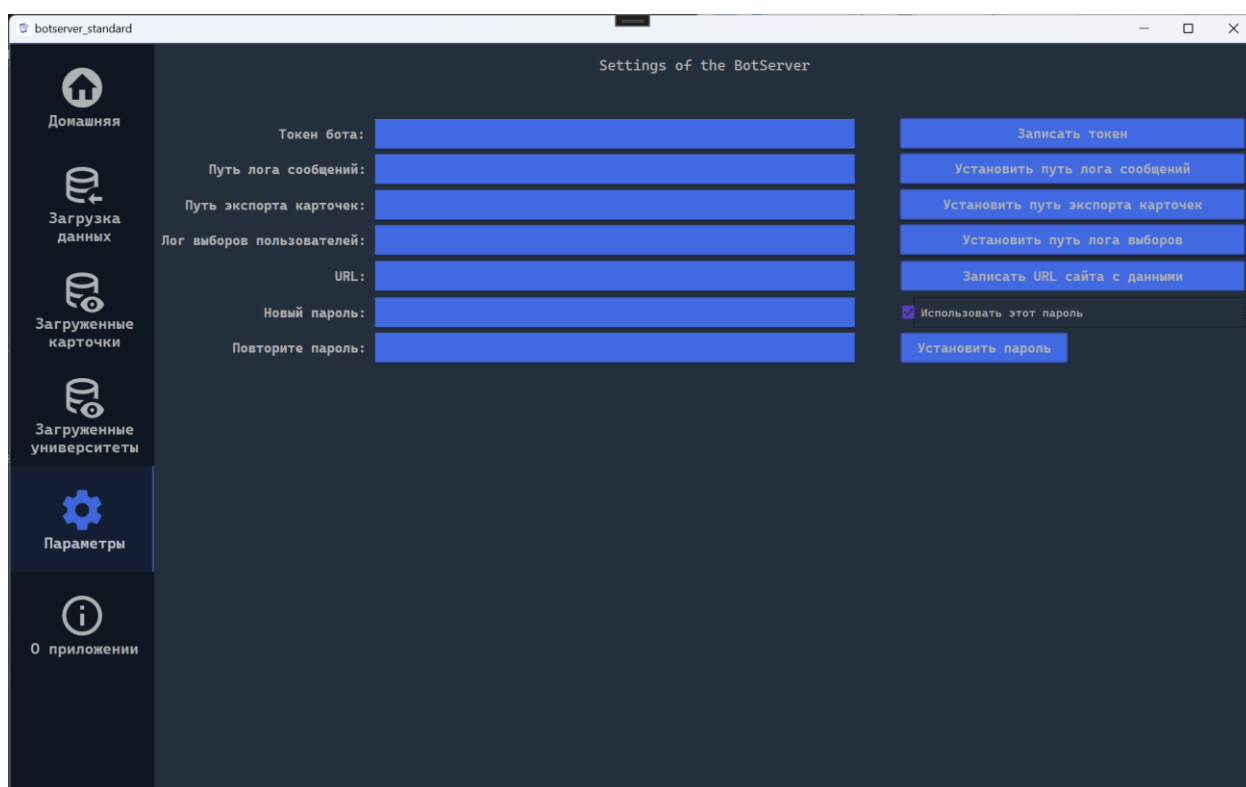 botserver_standard
Settings of the BotServer
Домашняя
Загрузка
данных
Загруженные
карточки
Загруженные
университеты
Параметры
О приложении
Токен бота:
Записать токен
Путь лога сообщений:
Установить путь лога сообщений
Путь экспорта карточек:
Установить путь экспорта карточек
Лог выборов пользователей:
Установить путь лога выборов
URL:
Записать URL сайта с данными
Новый пароль:
Использовать этот пароль
Повторите пароль:
Установить пароль